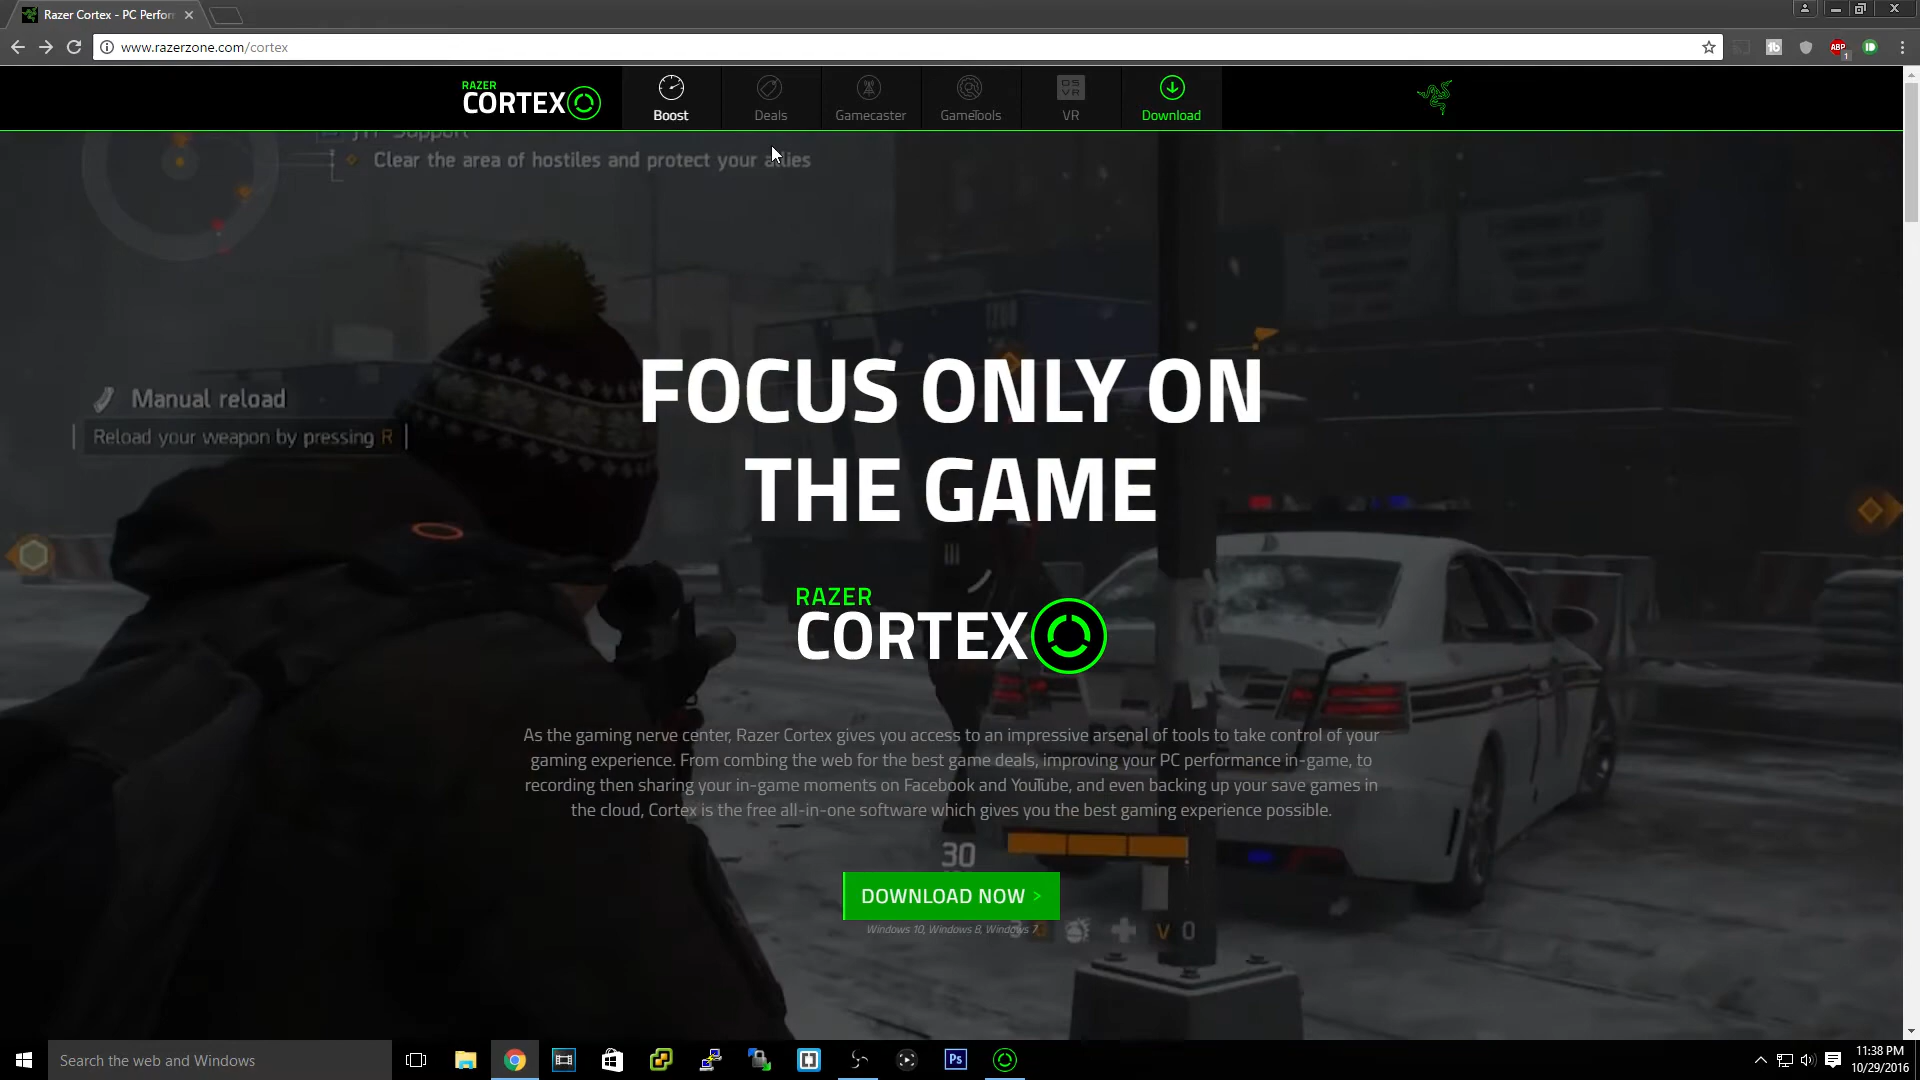 Razer Cortex - PC Perfor
www.razerzone.com/cortex
ABP
1
RAZER
CORTEX
Boost
Deals
Gamecaster
GameTools
VR
Download
Support
Clear the area of hostiles and protect your allies
Manual reload
Reload your weapon by pressing R
FOCUS ONLY ON
THE GAME
RAZER
CORTEX
As the gaming nerve center, Razer Cortex gives you access to an impressive arsenal of tools to take control of your
gaming experience. From combing the web for the best game deals, improving your PC performance in-game, to
recording then sharing your in-game moments on Facebook and YouTube, and even backing up your save games in
the cloud, Cortex is the free all-in-one software which gives you the best gaming experience possible.
30
DOWNLOAD NOW >
Windows 10, Windows 8, Windows 7
V 0
Search the web and Windows
Ps
11:38 PM
10/29/2016